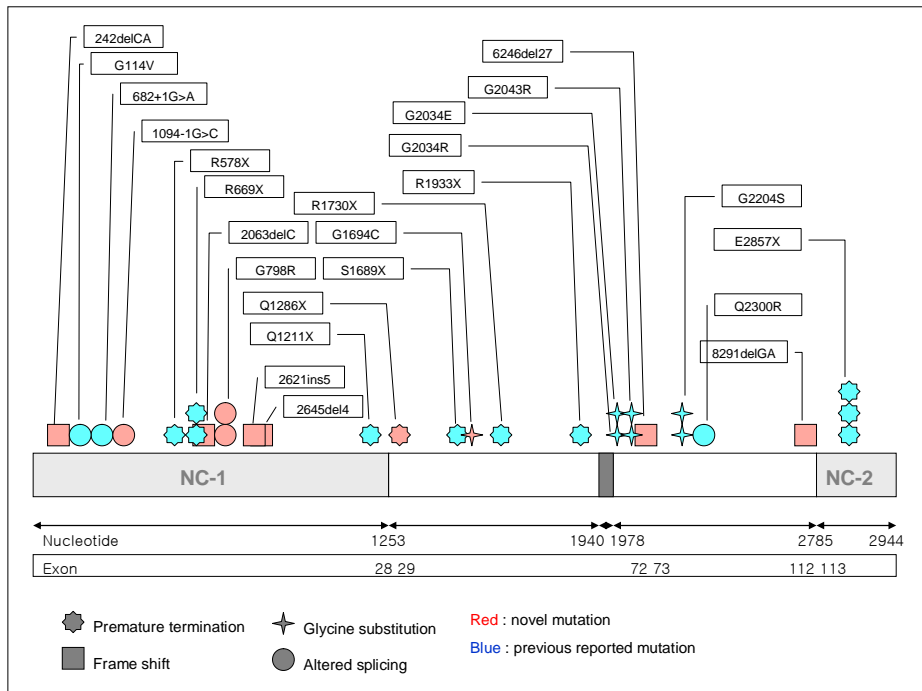 242delCA
G114V
682+1G>A
1094-1G>C
R578X
R669X
2063delC
G798R
Q1286X
Q1211X
2621ins5
2645del4
6246del27
G2043R
G2034E
G2034R
R1933X
R1730X
G1694C
S1689X
G2204S
E2857X
Q2300R
8291delGA
NC-1
NC-2
Nucleotide 1253 1940 1978 2785 2944
Exon 28 29 72 73 112 113
Premature termination
Glycine substitution
Red : novel mutation
Frame shift
Altered splicing
Blue : previous reported mutation